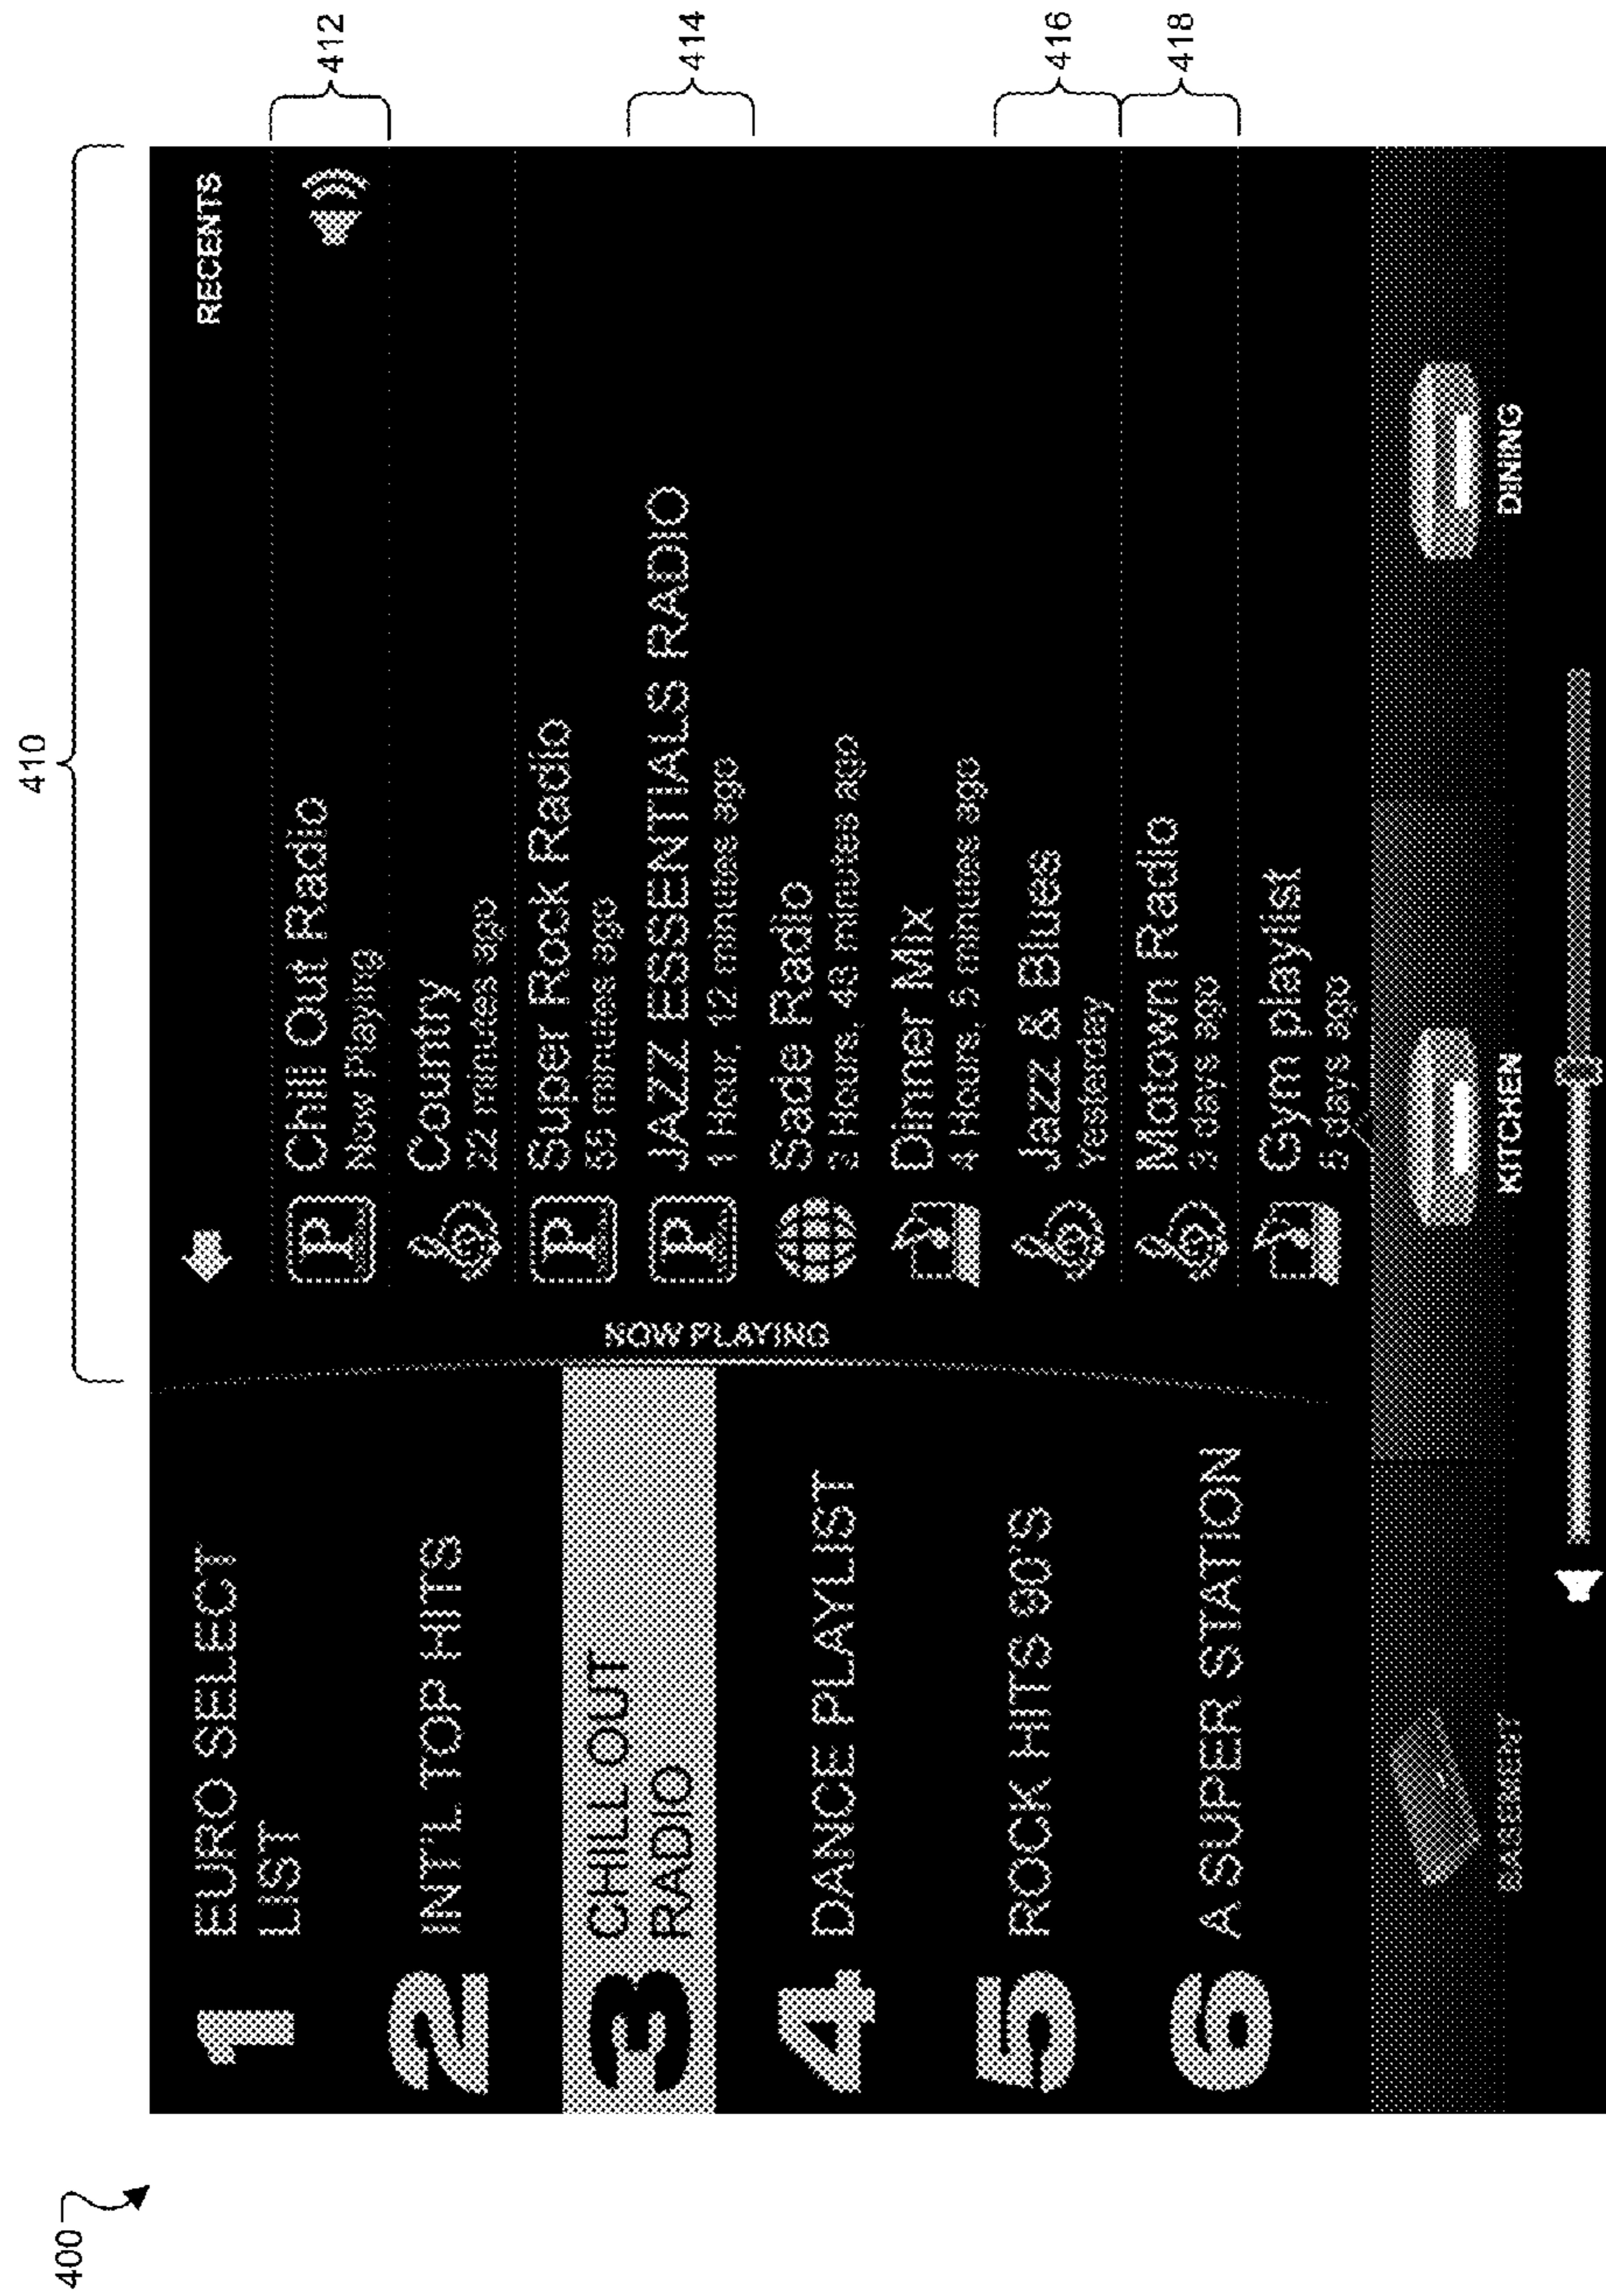 400
410
1 EURO SELECT
LIST
2 INT'L TOP HITS
3 CHILL OUT
RADIO
4 DANCE PLAYLIST
5 ROCK HITS 80'S
6 A SUPER STATION
NOW PLAYING
RECENTS
P Chill Out Radio
Now Playing
412
Country
22 minutes ago
P Super Rock Radio
55 minutes ago
P JAZZ ESSENTIALS RADIO
1 Hour, 12 minutes ago
414
Sade Radio
2 Hours, 48 minutes ago
Dinner Mix
4 Hours, 5 minutes ago
Jazz & Blues
Yesterday
416
Motown Radio
3 days ago
418
Gym playlist
5 days ago
BASEMENT
KITCHEN
DINING